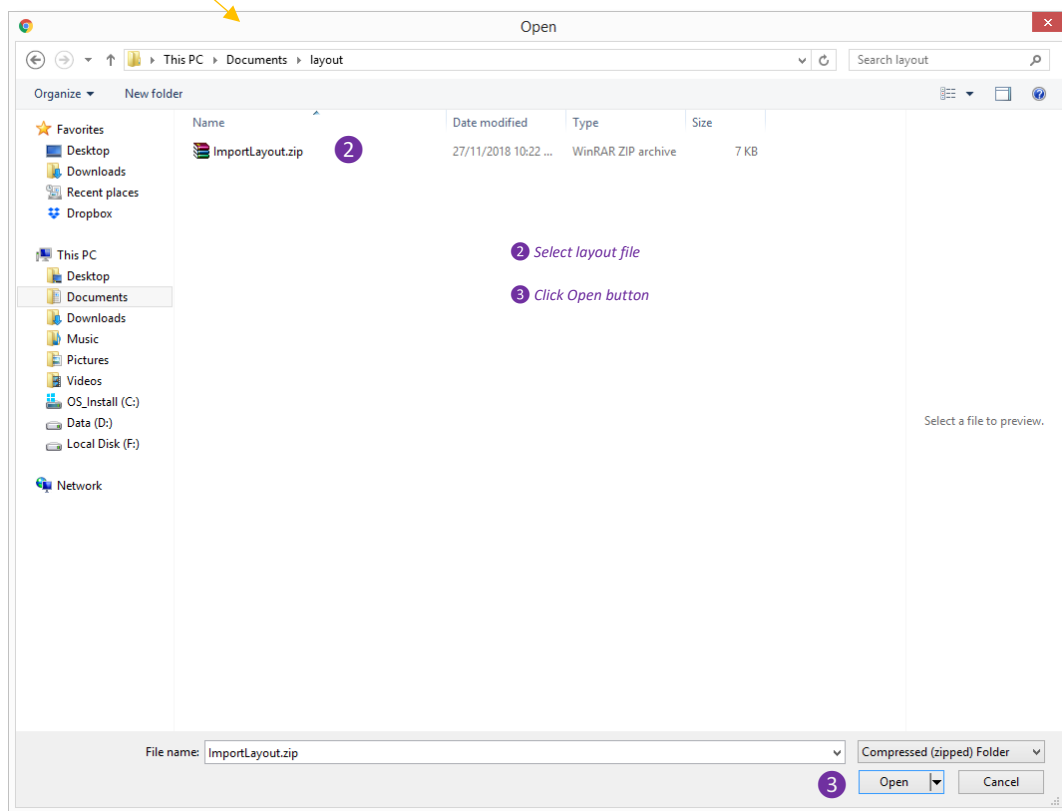 Open
This PC Documents layout
Search layout
Organize New folder
Name Date modified Type Size
ImportLayout.zip 2 27/11/2018 10:22 ... WinRAR ZIP archive 7 KB
Favorites
Desktop
Downloads
Recent places
Dropbox
This PC
Desktop
Documents
Downloads
Music
Pictures
Videos
OS_Install (C:)
Data (D:)
Local Disk (F:)
Network
2 Select layout file
3 Click Open button
Select a file to preview.
File name: ImportLayout.zip Compressed (zipped) Folder
3 Open Cancel